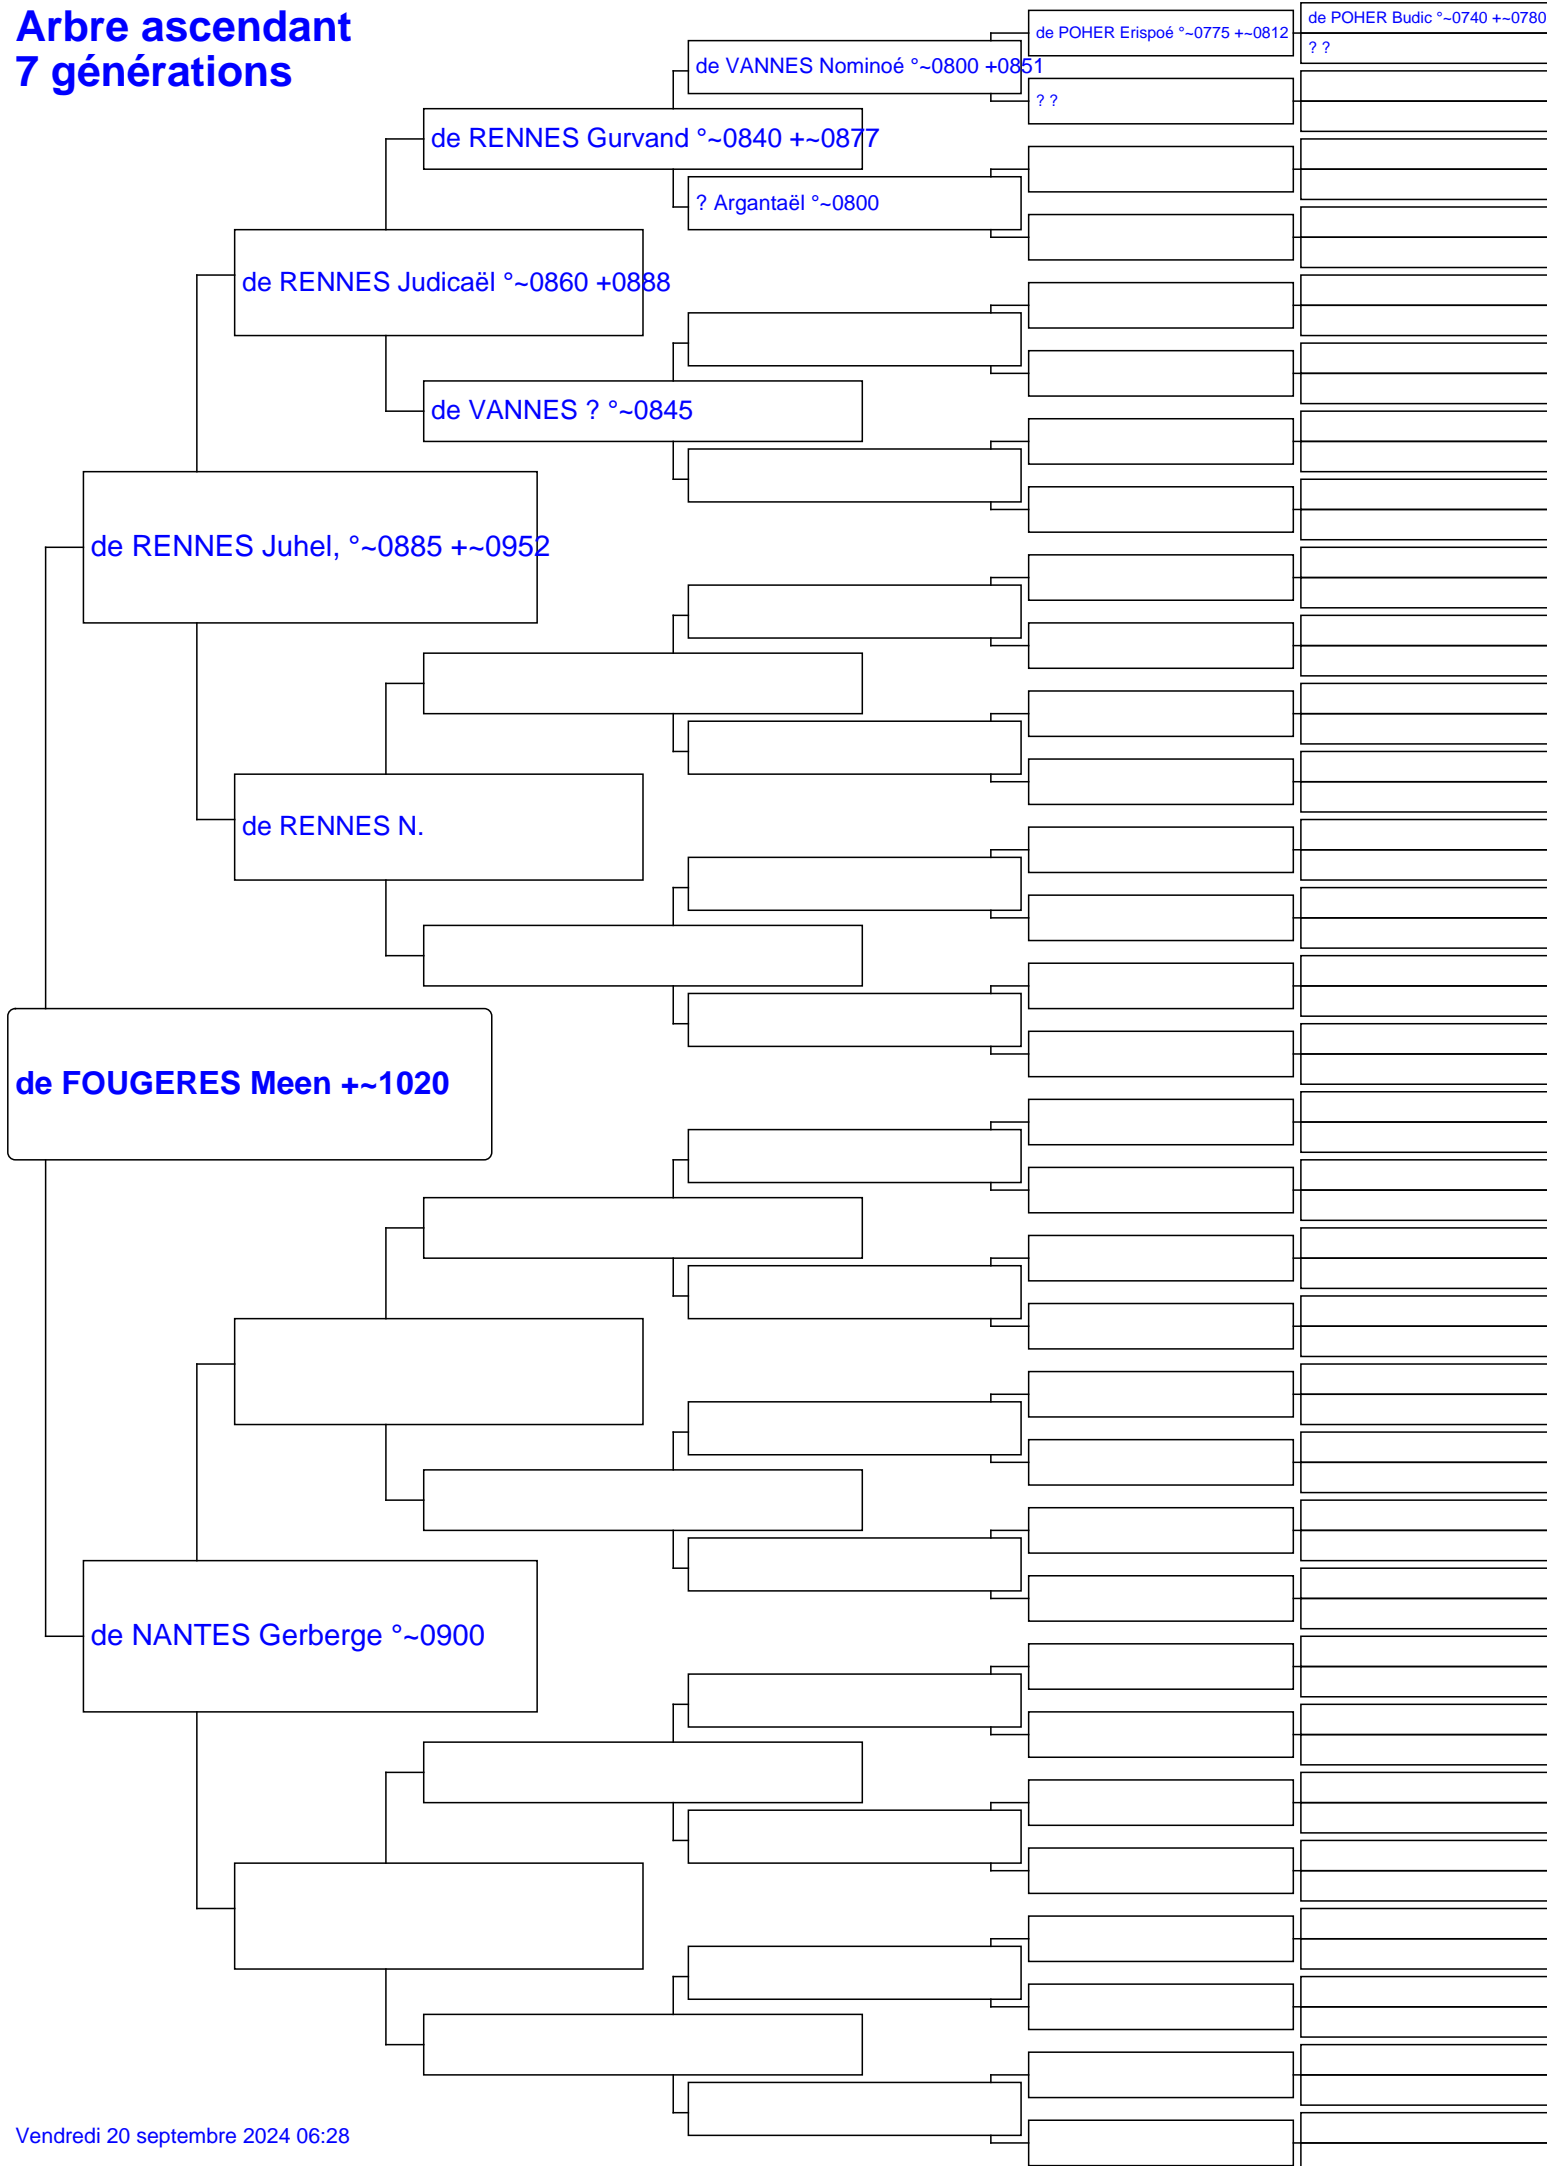 Arbre ascendant
7 générations
de POHER Budic °~0740 +~0780
de POHER Erispoé °~0775 +~0812
? ?
de VANNES Nominoé °~0800 +0851
? ?
de RENNES Gurvand °~0840 +~0877
? Argantaël °~0800
de RENNES Judicaël °~0860 +0888
de VANNES ? °~0845
de RENNES Juhel, °~0885 +~0952
de RENNES N.
de FOUGERES Meen +~1020
de NANTES Gerberge °~0900
Vendredi 20 septembre 2024 06:28